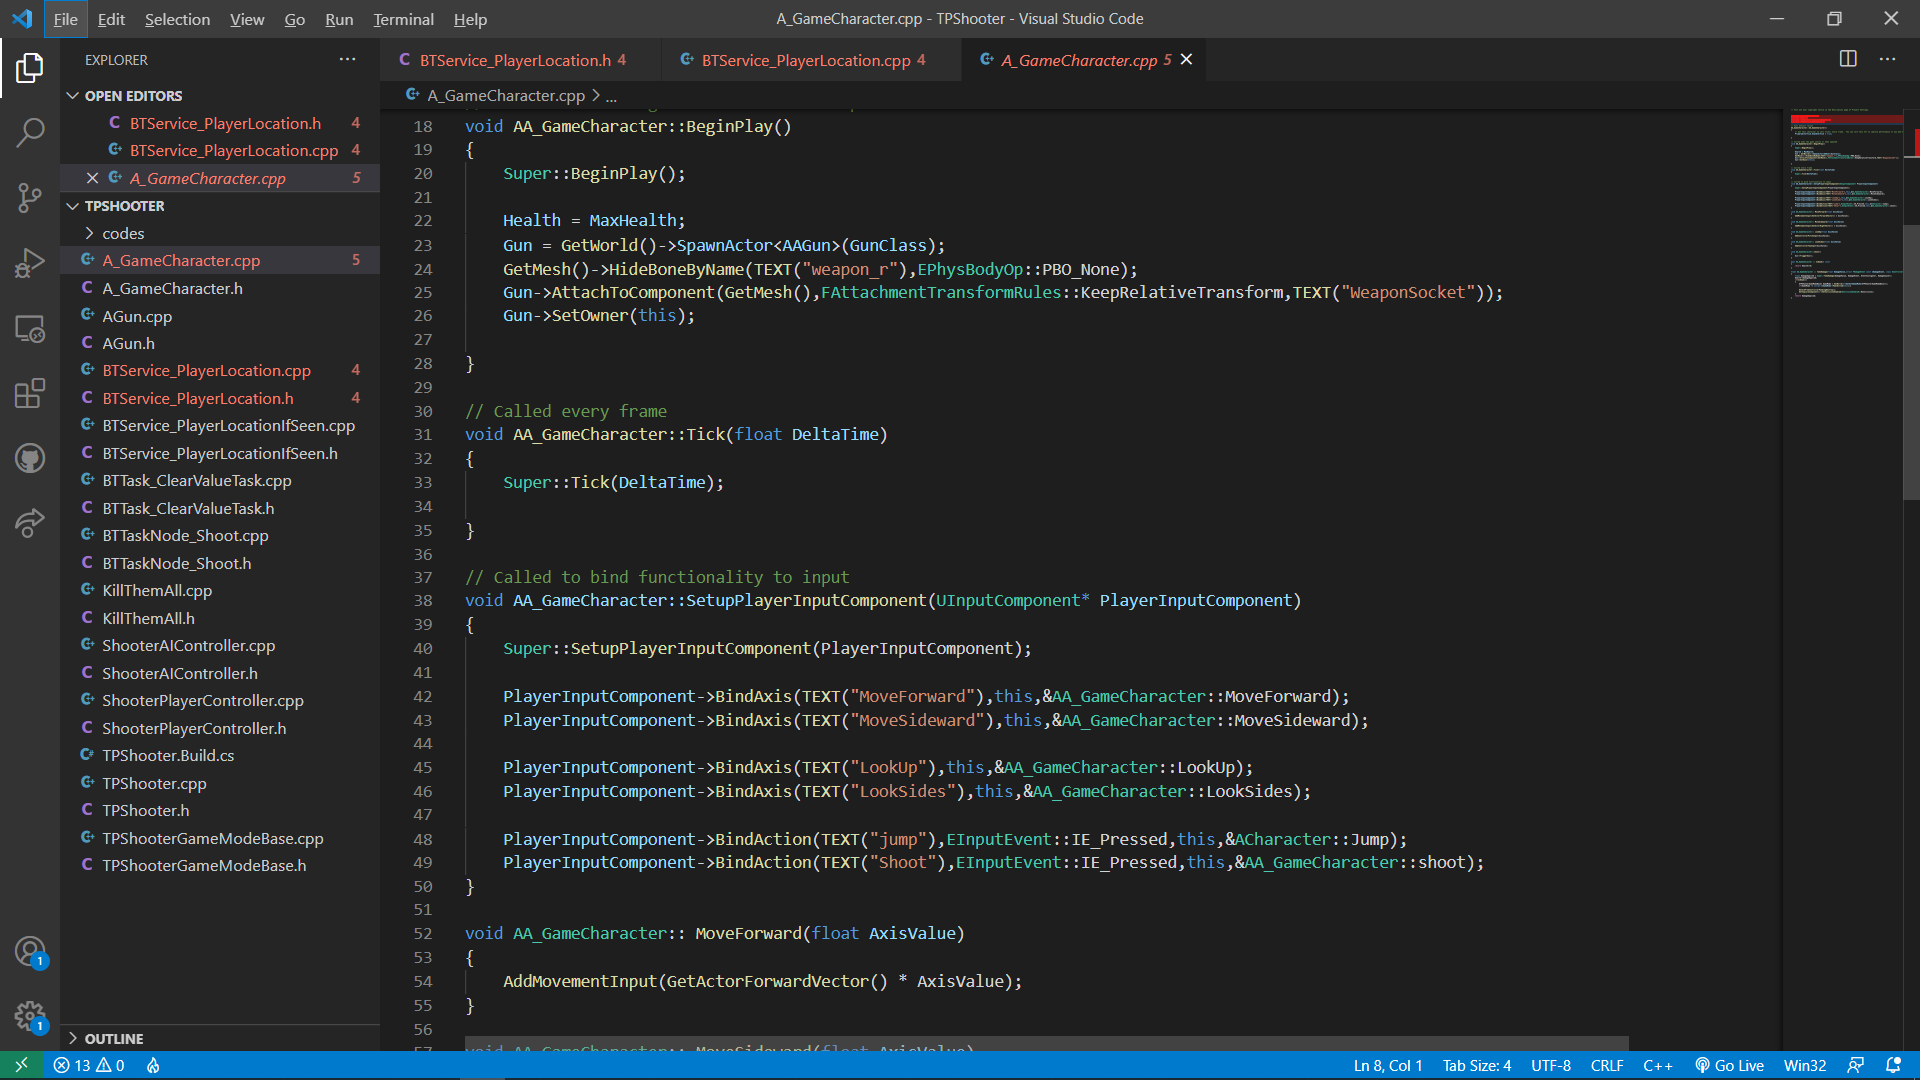 File Edit Selection View Go Run Terminal Help
A_GameCharacter.cpp - TPShooter - Visual Studio Code
EXPLORER
BTService_PlayerLocation.h 4
BTService_PlayerLocation.cpp 4
A_GameCharacter.cpp 5
A_GameCharacter.cpp > ...
OPEN EDITORS
BTService_PlayerLocation.h 4
BTService_PlayerLocation.cpp 4
A_GameCharacter.cpp 5
TPSHOOTER
codes
A_GameCharacter.cpp 5
A_GameCharacter.h
AGun.cpp
AGun.h
BTService_PlayerLocation.cpp 4
BTService_PlayerLocation.h 4
BTService_PlayerLocationIfSeen.cpp
BTService_PlayerLocationIfSeen.h
BTTask_ClearValueTask.cpp
BTTask_ClearValueTask.h
BTTaskNode_Shoot.cpp
BTTaskNode_Shoot.h
KillThemAll.cpp
KillThemAll.h
ShooterAIController.cpp
ShooterAIController.h
ShooterPlayerController.cpp
ShooterPlayerController.h
TPShooter.Build.cs
TPShooter.cpp
TPShooter.h
TPShooterGameModeBase.cpp
TPShooterGameModeBase.h
OUTLINE
18 void AA_GameCharacter::BeginPlay()
19 {
20 Super::BeginPlay();
21
22 Health = MaxHealth;
23 Gun = GetWorld()->SpawnActor<AAGun>(GunClass);
24 GetMesh()->HideBoneByName(TEXT("weapon_r"),EPhysBodyOp::PBO_None);
25 Gun->AttachToComponent(GetMesh(),FAttachmentTransformRules::KeepRelativeTransform,TEXT("WeaponSocket"));
26 Gun->SetOwner(this);
27
28 }
29
30 // Called every frame
31 void AA_GameCharacter::Tick(float DeltaTime)
32 {
33 Super::Tick(DeltaTime);
34
35 }
36
37 // Called to bind functionality to input
38 void AA_GameCharacter::SetupPlayerInputComponent(UInputComponent* PlayerInputComponent)
39 {
40 Super::SetupPlayerInputComponent(PlayerInputComponent);
41
42 PlayerInputComponent->BindAxis(TEXT("MoveForward"),this,&AA_GameCharacter::MoveForward);
43 PlayerInputComponent->BindAxis(TEXT("MoveSideward"),this,&AA_GameCharacter::MoveSideward);
44
45 PlayerInputComponent->BindAxis(TEXT("LookUp"),this,&AA_GameCharacter::LookUp);
46 PlayerInputComponent->BindAxis(TEXT("LookSides"),this,&AA_GameCharacter::LookSides);
47
48 PlayerInputComponent->BindAction(TEXT("jump"),EInputEvent::IE_Pressed,this,&ACharacter::Jump);
49 PlayerInputComponent->BindAction(TEXT("Shoot"),EInputEvent::IE_Pressed,this,&AA_GameCharacter::shoot);
50 }
51
52 void AA_GameCharacter:: MoveForward(float AxisValue)
53 {
54 AddMovementInput(GetActorForwardVector() * AxisValue);
55 }
56
57 void AA_GameCharacter:: MoveSideward(float AxisValue)
1
1
13 0
Ln 8, Col 1 Tab Size: 4 UTF-8 CRLF C++ Go Live Win32